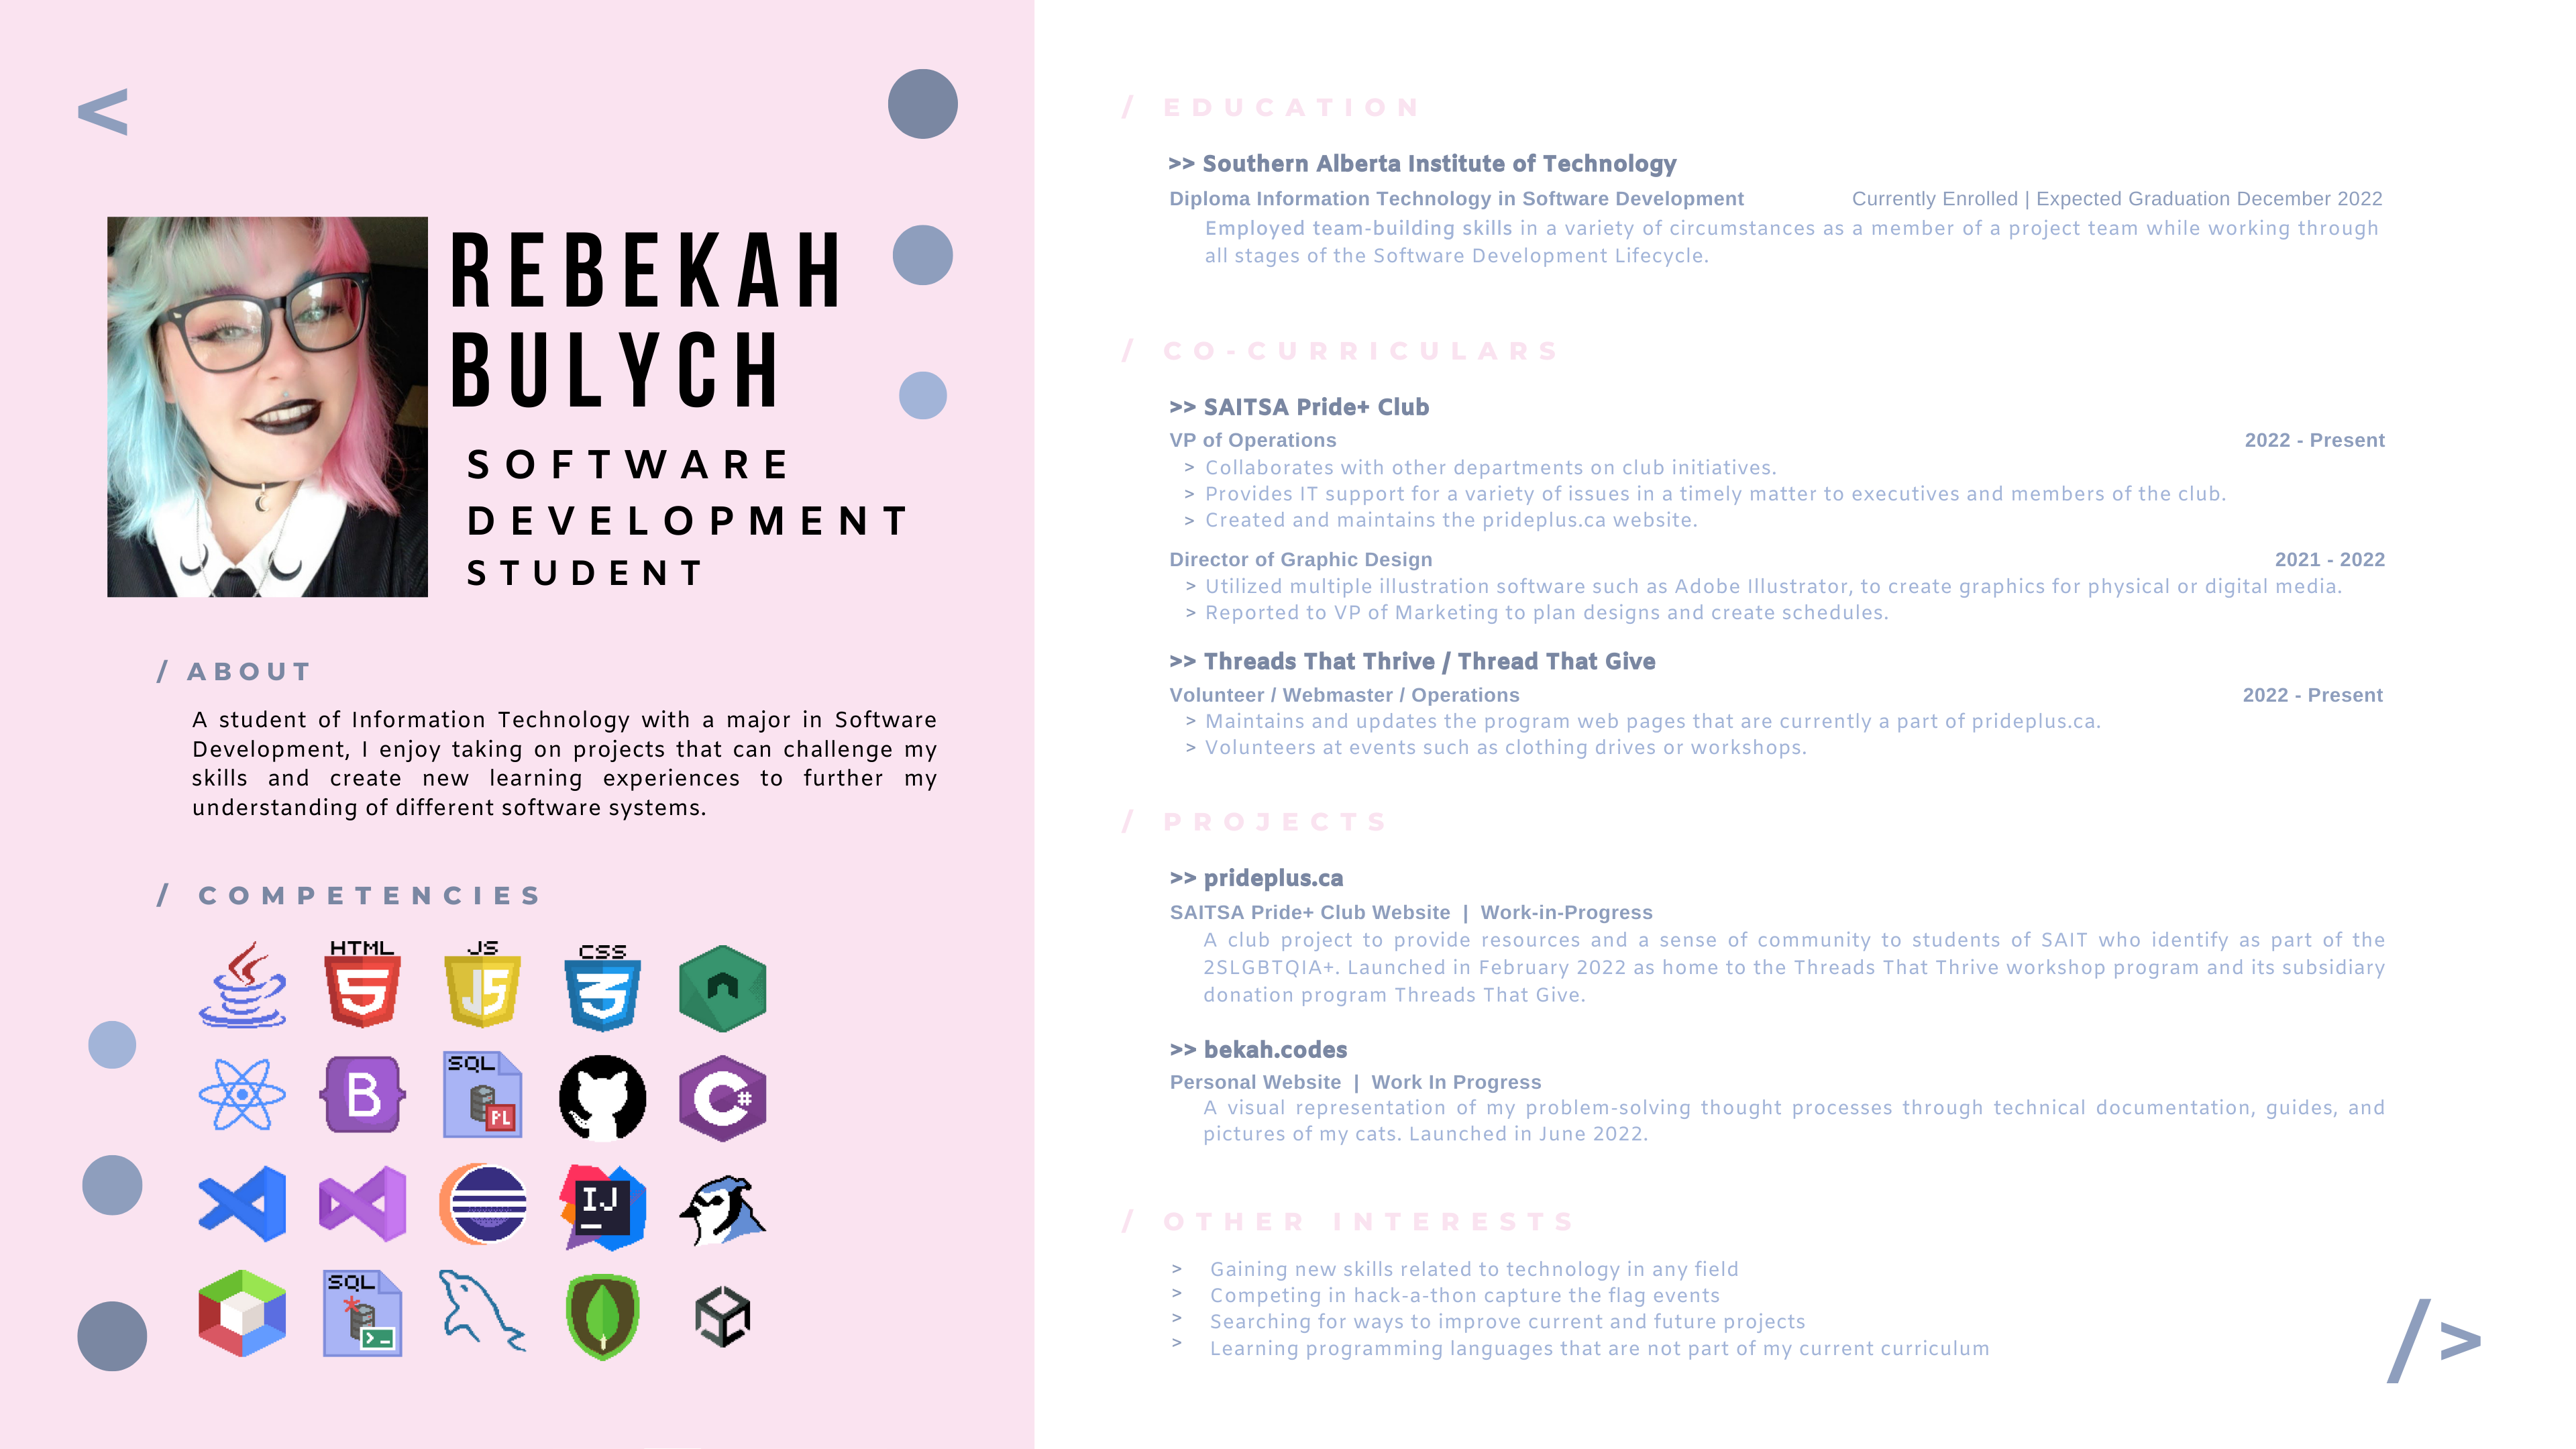 <
REBEKAH
BULYCH
SOFTWARE
DEVELOPMENT
STUDENT
/ ABOUT
A student of Information Technology with a major in Software
Development, I enjoy taking on projects that can challenge my
skills and create new learning experiences to further my
understanding of different software systems.
/ COMPETENCIES
HTML JS CSS
5 JS 3
B SQL PL C#
IJ
SQL
/ EDUCATION
>> Southern Alberta Institute of Technology
Diploma Information Technology in Software Development Currently Enrolled | Expected Graduation December 2022
Employed team-building skills in a variety of circumstances as a member of a project team while working through
all stages of the Software Development Lifecycle.
/ CO-CURRICULARS
>> SAITSA Pride+ Club
VP of Operations 2022 - Present
> Collaborates with other departments on club initiatives.
> Provides IT support for a variety of issues in a timely matter to executives and members of the club.
> Created and maintains the prideplus.ca website.
Director of Graphic Design 2021 - 2022
> Utilized multiple illustration software such as Adobe Illustrator, to create graphics for physical or digital media.
> Reported to VP of Marketing to plan designs and create schedules.
>> Threads That Thrive / Thread That Give
Volunteer / Webmaster / Operations 2022 - Present
> Maintains and updates the program web pages that are currently a part of prideplus.ca.
> Volunteers at events such as clothing drives or workshops.
/ PROJECTS
>> prideplus.ca
SAITSA Pride+ Club Website | Work-in-Progress
A club project to provide resources and a sense of community to students of SAIT who identify as part of the
2SLGBTQIA+. Launched in February 2022 as home to the Threads That Thrive workshop program and its subsidiary
donation program Threads That Give.
>> bekah.codes
Personal Website | Work In Progress
A visual representation of my problem-solving thought processes through technical documentation, guides, and
pictures of my cats. Launched in June 2022.
/ OTHER INTERESTS
> Gaining new skills related to technology in any field
> Competing in hack-a-thon capture the flag events
> Searching for ways to improve current and future projects
> Learning programming languages that are not part of my current curriculum
/>